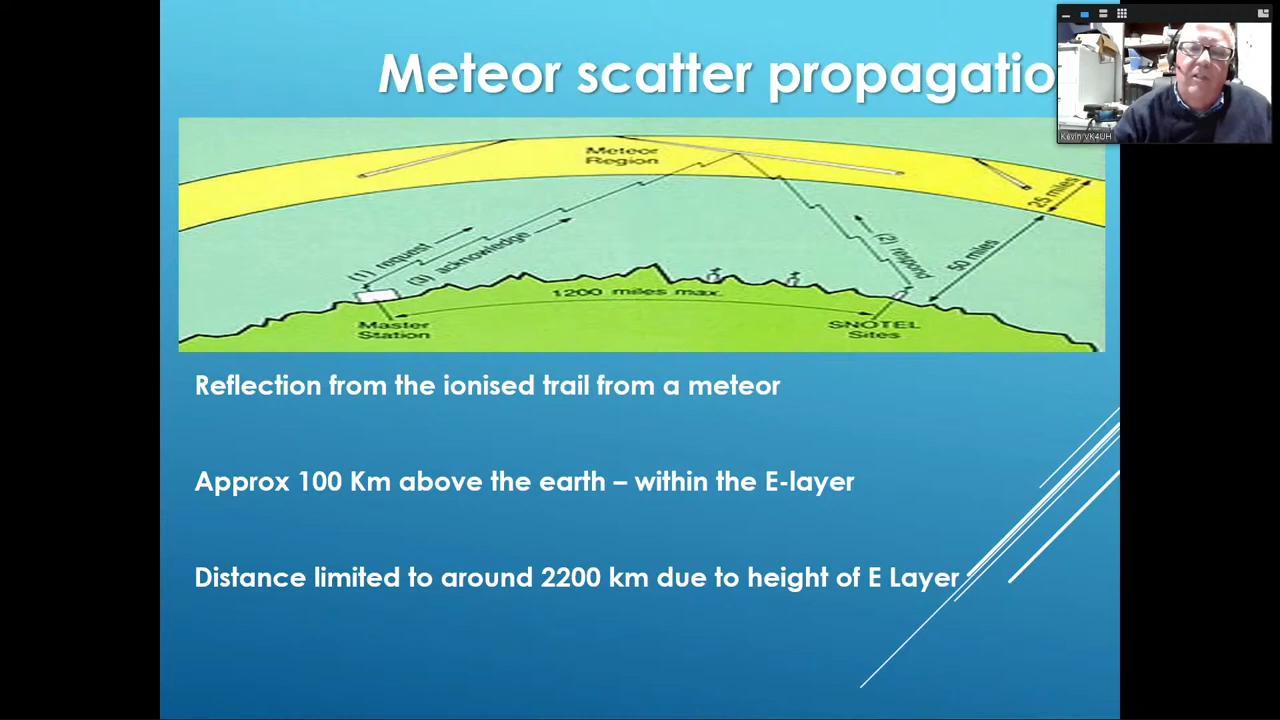 Meteor scatter propagatio
Kevin VK4UH
Meteor
Region
25 miles
(1) request
(3) acknowledge
(2) respond
50 miles
1200 miles max.
Master
Station
SNOTEL
Sites
Reflection from the ionised trail from a meteor
Approx 100 Km above the earth – within the E-layer
Distance limited to around 2200 km due to height of E Layer